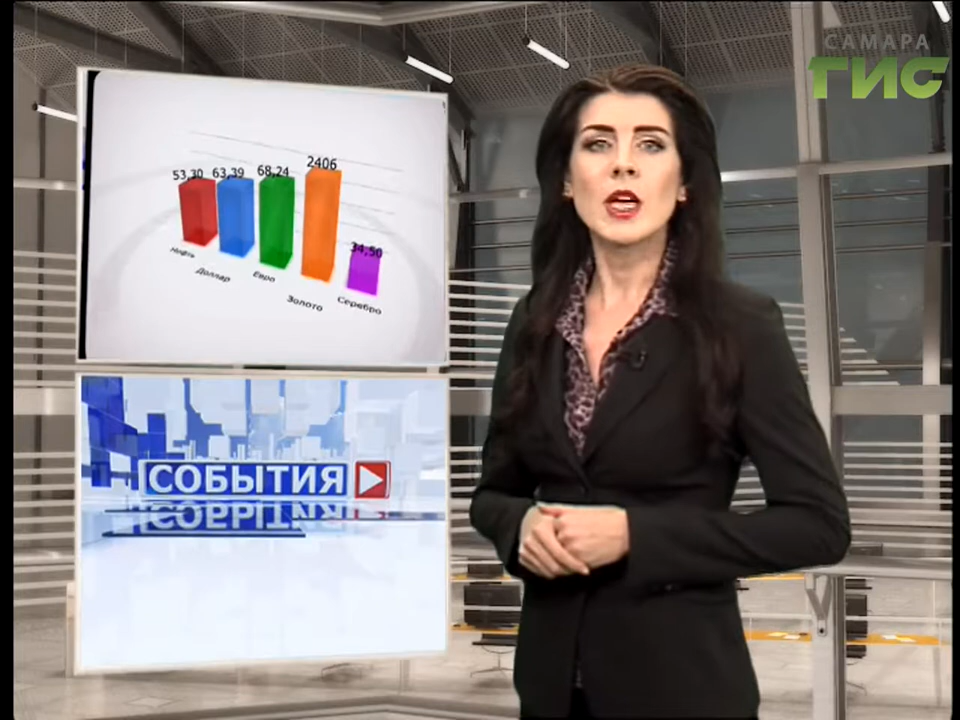 САМАРА
ГИС
53,30 63,39 68,24 2406 34,50
Нефть
Доллар
Евро
Золото
Серебро
СОБЫТИЯ